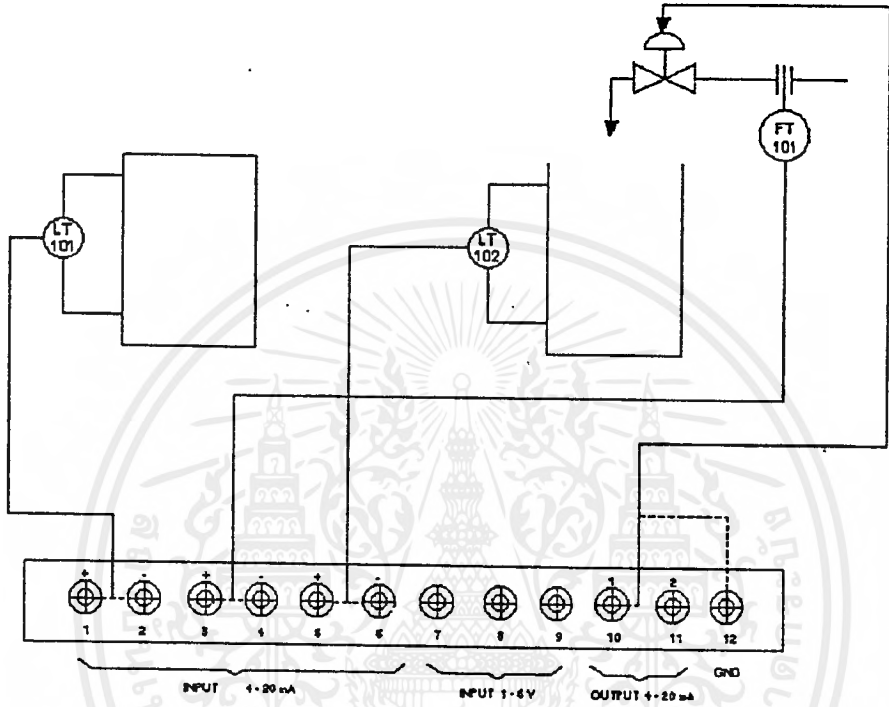 FT
101
LT
101
LT
102
+ - + - + - 1 2
1 2 3 4 5 6 7 8 9 10 11 12
INPUT 4-20 mA INPUT 1-5 V OUTPUT 4-20 mA GND